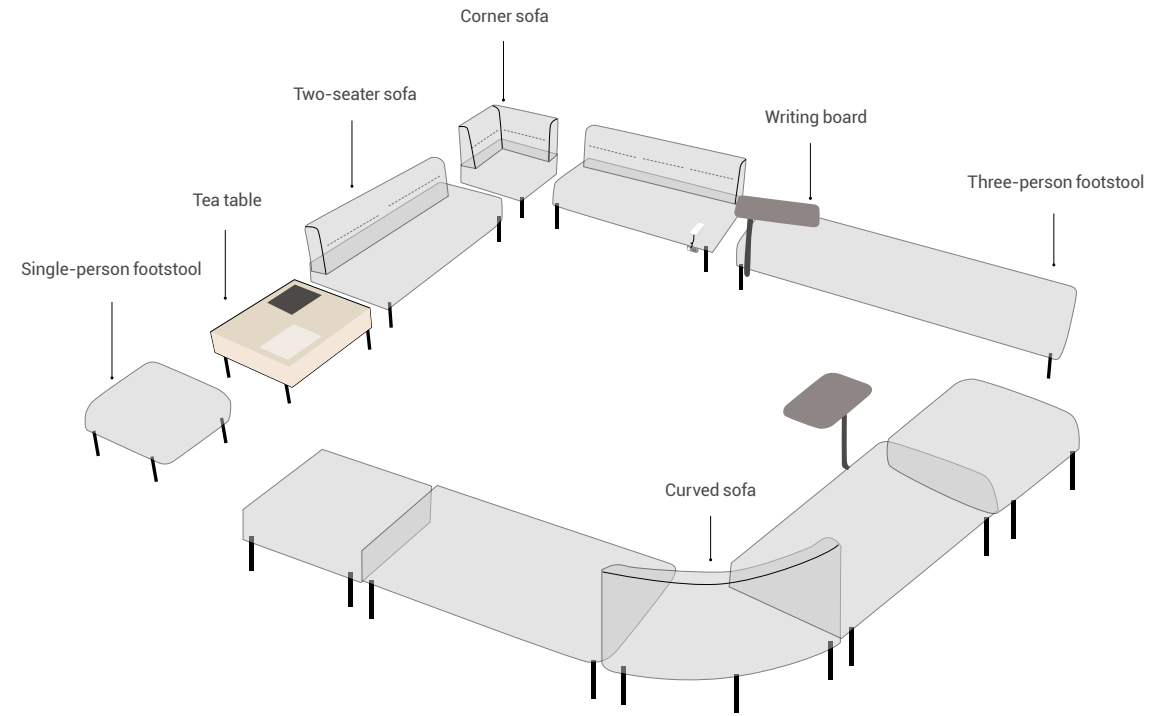 Corner sofa
Two-seater sofa
Writing board
Three-person footstool
Tea table
Single-person footstool
Curved sofa